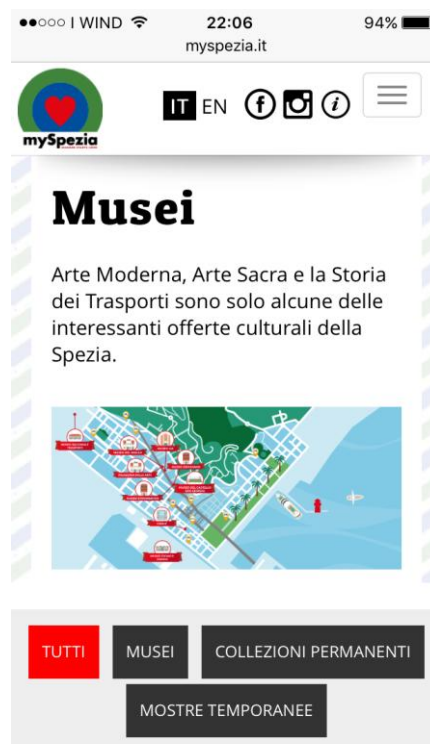 I WIND 22:06 94%
myspezia.it
mySpezia IT EN
Musei
Arte Moderna, Arte Sacra e la Storia
dei Trasporti sono solo alcune delle
interessanti offerte culturali della
Spezia.
TUTTI MUSEI COLLEZIONI PERMANENTI
MOSTRE TEMPORANEE